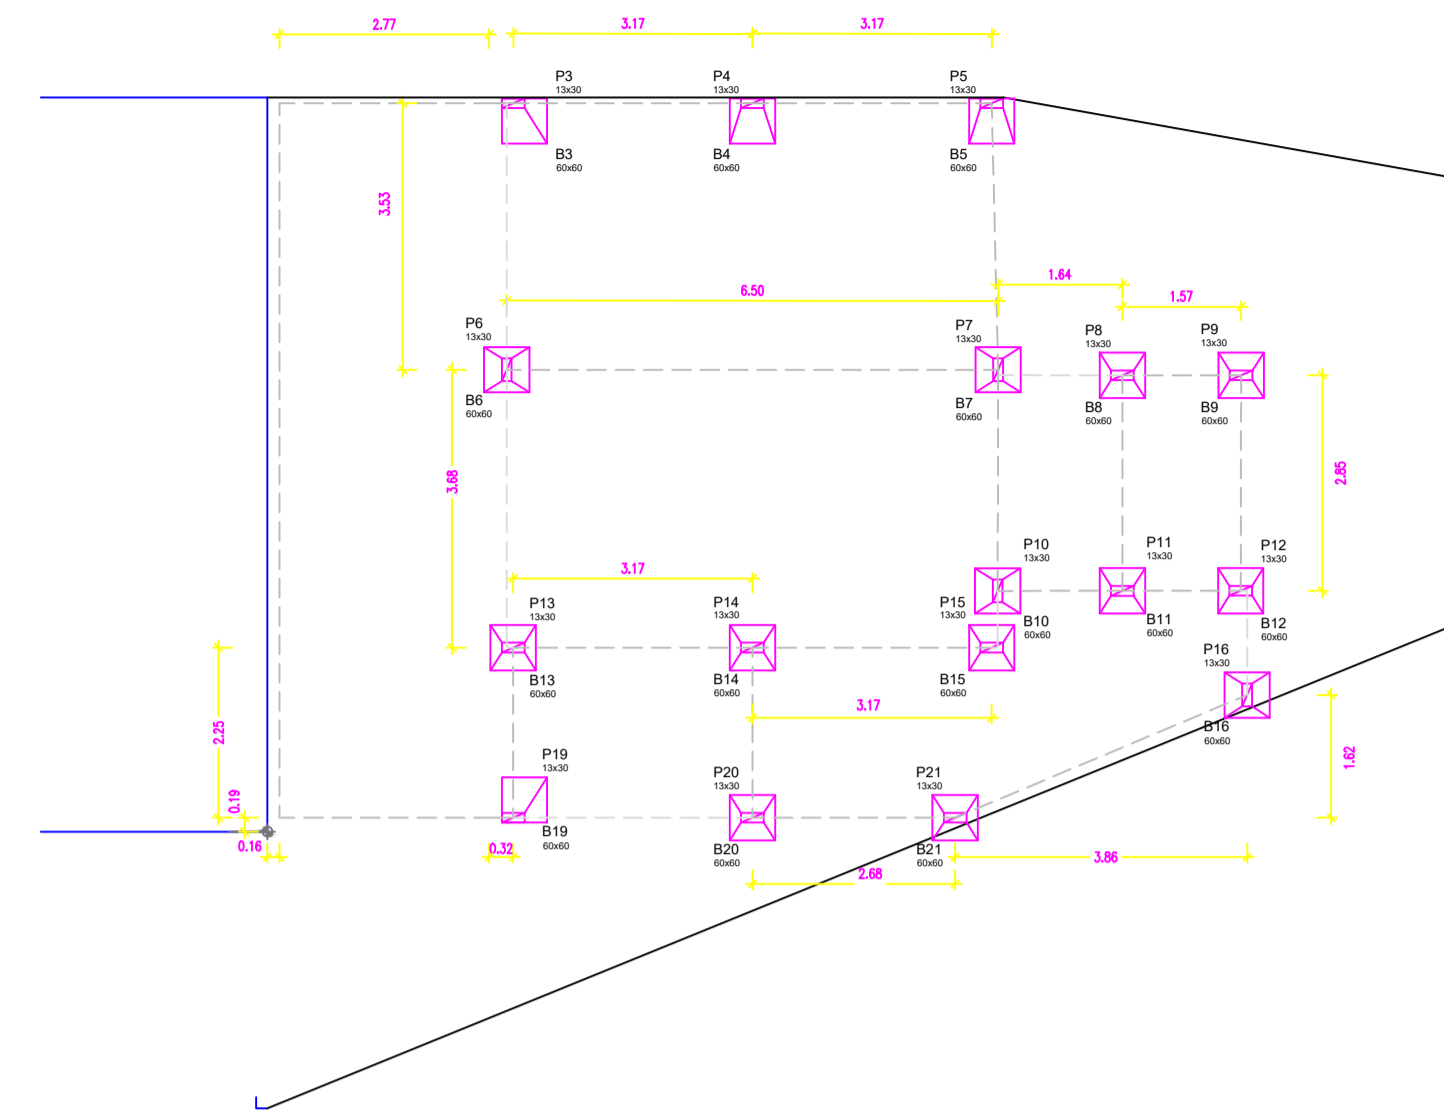 2.77
3.17
3.17
P3
13x30
P4
13x30
P5
13x30
B3
60x60
B4
60x60
B5
60x60
3.53
6.50
1.64
1.57
P6
13x30
P7
13x30
P8
13x30
P9
13x30
B6
60x60
B7
60x60
B8
60x60
B9
60x60
3.68
2.85
3.17
P10
13x30
P11
13x30
P12
13x30
P13
13x30
P14
13x30
P15
13x30
B10
60x60
B11
60x60
B12
60x60
P16
13x30
B13
60x60
B14
60x60
B15
60x60
3.17
B16
60x60
2.25
1.62
P19
13x30
P20
13x30
P21
13x30
0.19
0.16
B19
60x60
0.32
B20
60x60
B21
60x60
3.86
2.68